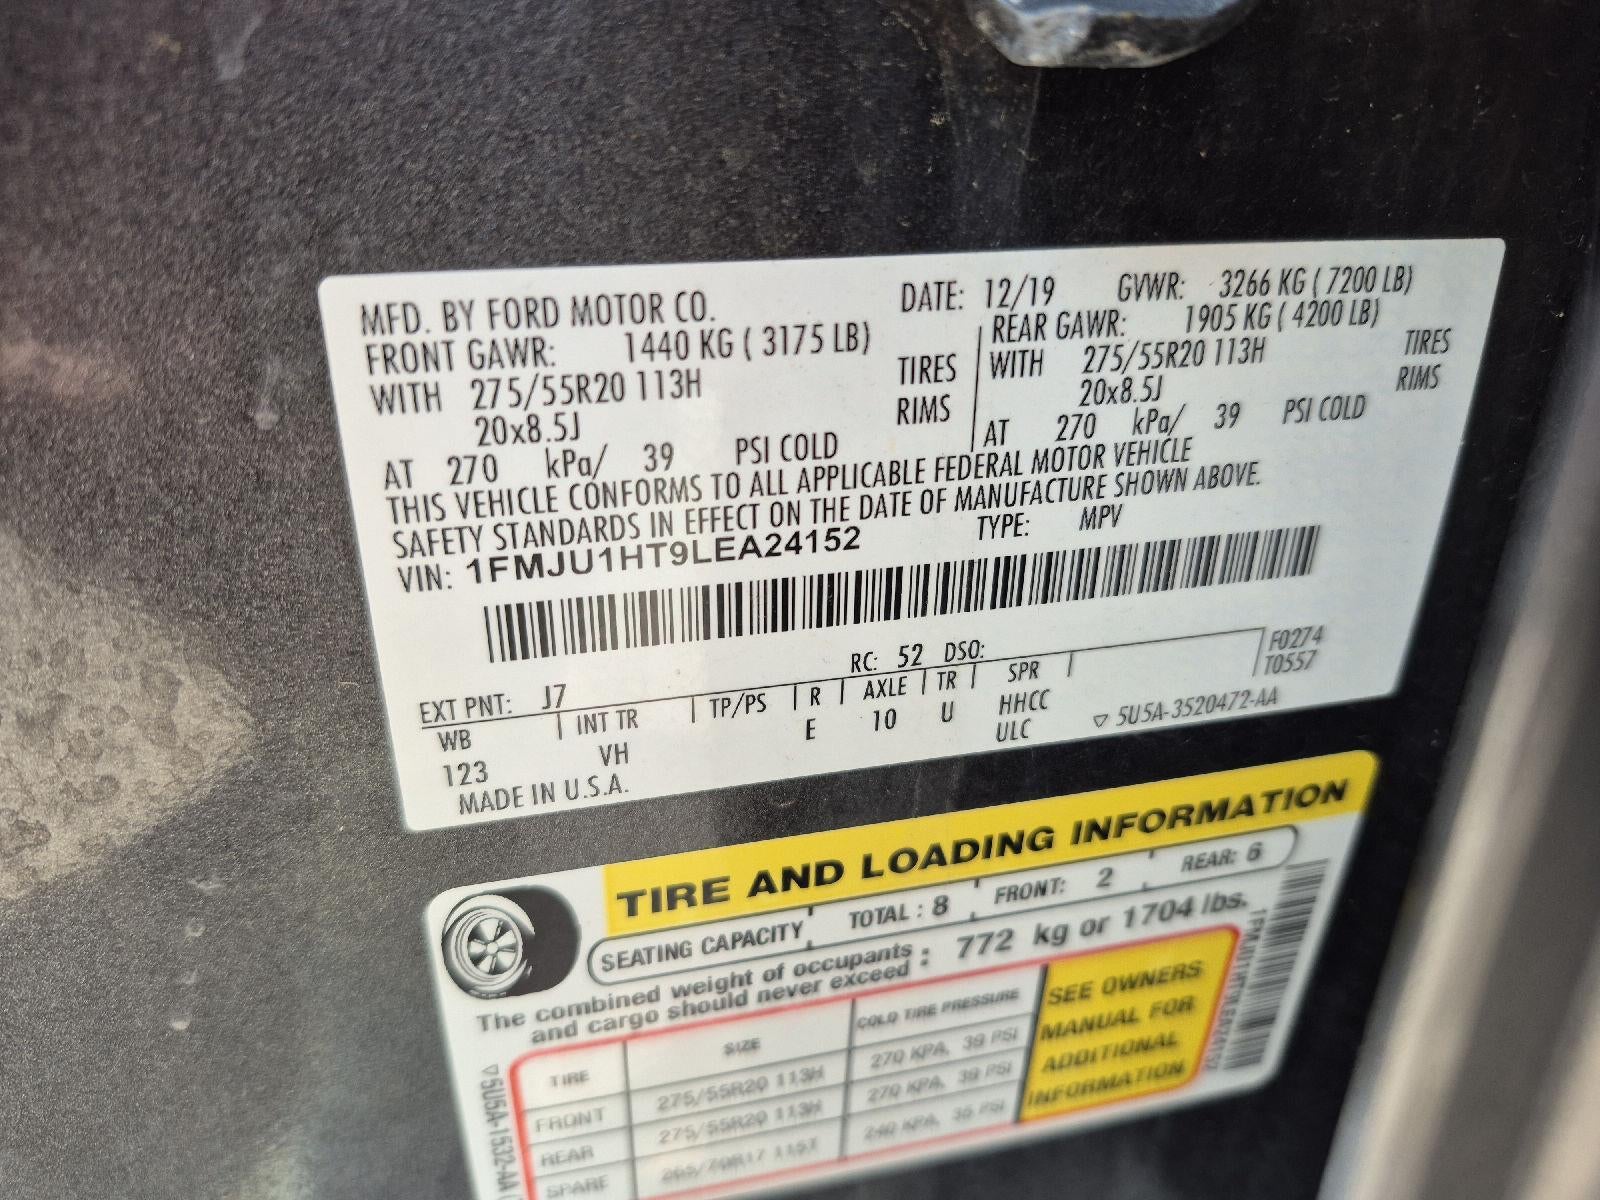 MFD. BY FORD MOTOR CO. DATE: 12/19 GVWR: 3266 KG ( 7200 LB)
FRONT GAWR: 1440 KG ( 3175 LB) REAR GAWR: 1905 KG ( 4200 LB)
WITH 275/55R20 113H TIRES WITH 275/55R20 113H TIRES
20x8.5J RIMS 20x8.5J RIMS
AT 270 kPa/ 39 PSI COLD AT 270 kPa/ 39 PSI COLD
THIS VEHICLE CONFORMS TO ALL APPLICABLE FEDERAL MOTOR VEHICLE
SAFETY STANDARDS IN EFFECT ON THE DATE OF MANUFACTURE SHOWN ABOVE.
VIN: 1FMJU1HT9LEA24152 TYPE: MPV
EXT PNT: J7 RC: 52 DSO: F0274
WB INT TR TP/PS R AXLE TR SPR T0557
123 VH E 10 U HHCC
ULC ▽ 5U5A-3520472-AA
MADE IN U.S.A.
TIRE AND LOADING INFORMATION
SEATING CAPACITY TOTAL : 8 FRONT: 2 REAR: 6
The combined weight of occupants and cargo should never exceed : 772 kg or 1704 lbs.
TIRE SIZE COLD TIRE PRESSURE
FRONT 275/55R20 113H 270 KPA, 39 PSI
REAR 275/55R20 113H 270 KPA, 39 PSI
SPARE 265/70R17 115T 240 KPA, 35 PSI
SEE OWNERS
MANUAL FOR
ADDITIONAL
INFORMATION
▽5U5A-1532-AA
1FMJU1HT9LEA24152